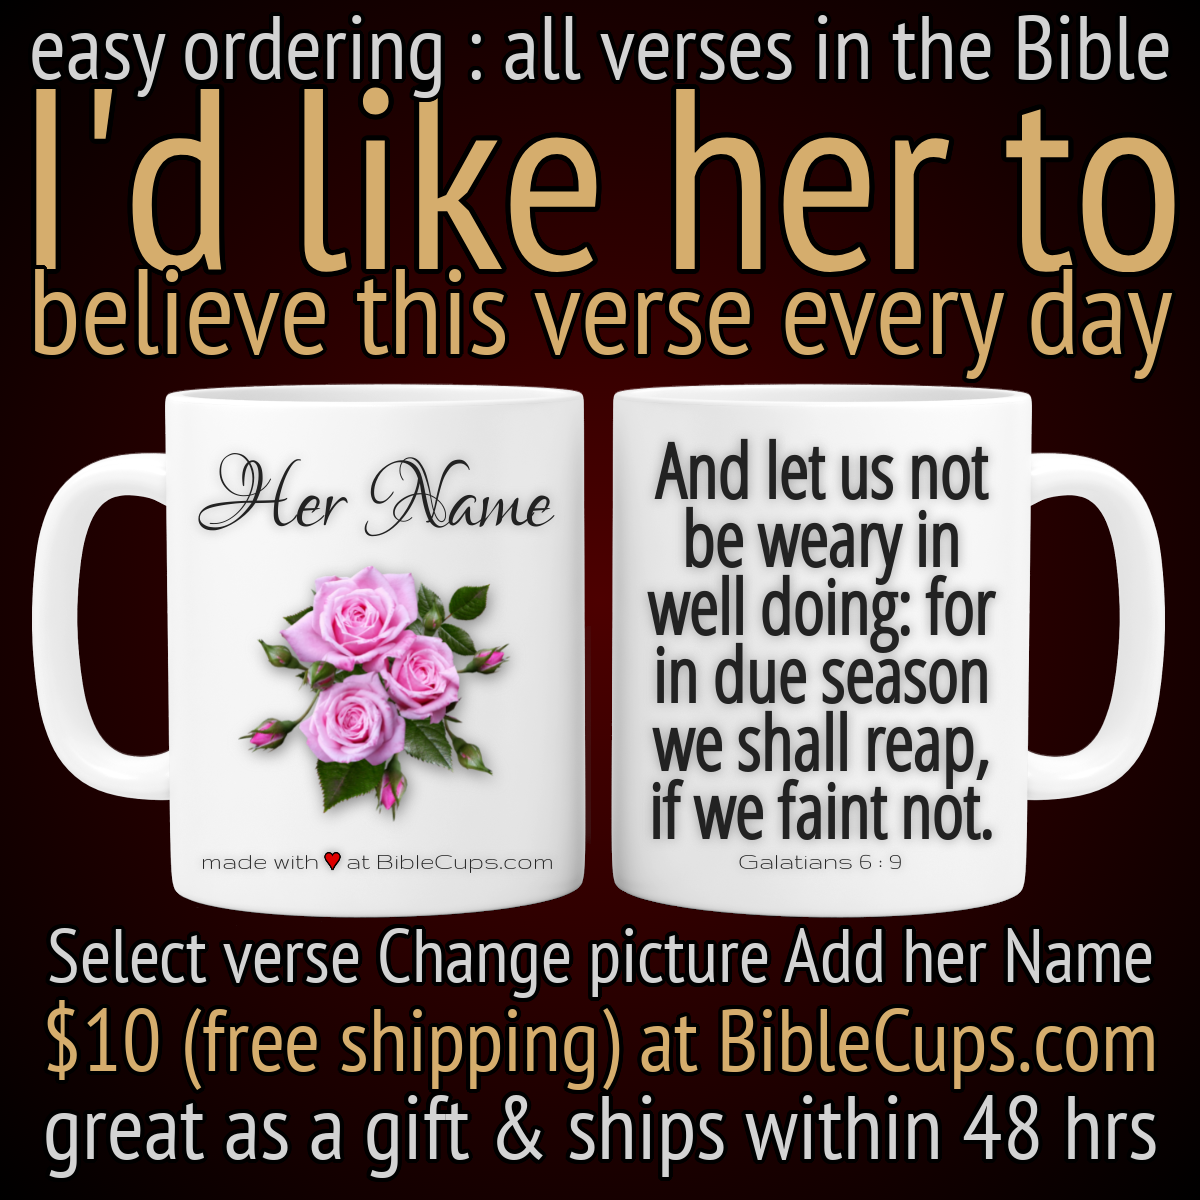 easy ordering : all verses in the Bible
I'd like her to
believe this verse every day
Her Name
made with ♥ at BibleCups.com
And let us not
be weary in
well doing: for
in due season
we shall reap,
if we faint not.
Galatians 6 : 9
Select verse Change picture Add her Name
$10 (free shipping) at BibleCups.com
great as a gift & ships within 48 hrs